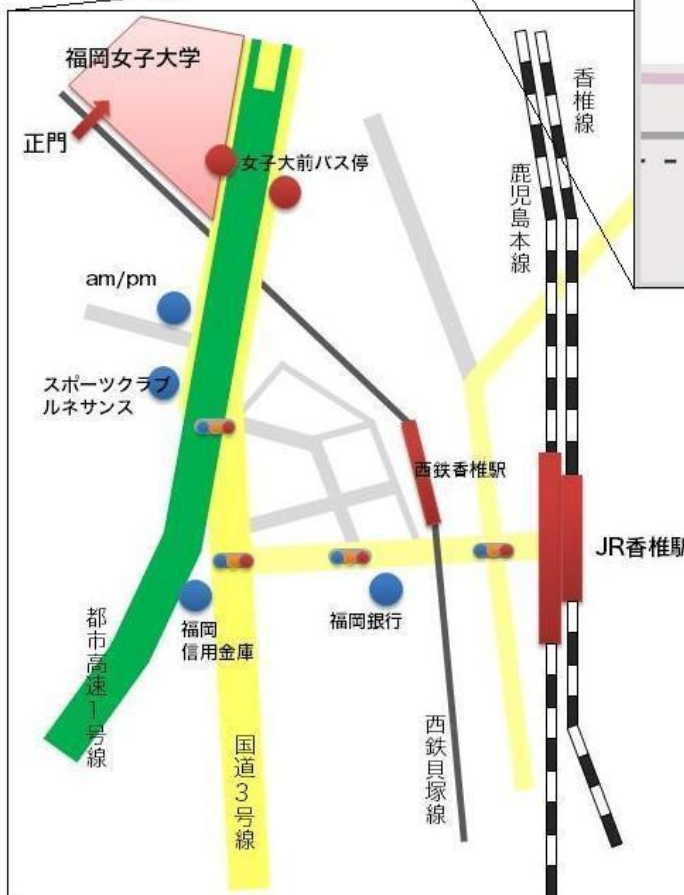 福岡女子大学
正門
女子大前バス停
香椎線
鹿児島本線
am/pm
スポーツクラブ
ルネサンス
西鉄香椎駅
JR香椎駅
福岡
信用金庫
福岡銀行
都市高速1号線
国道3号線
西鉄貝塚線